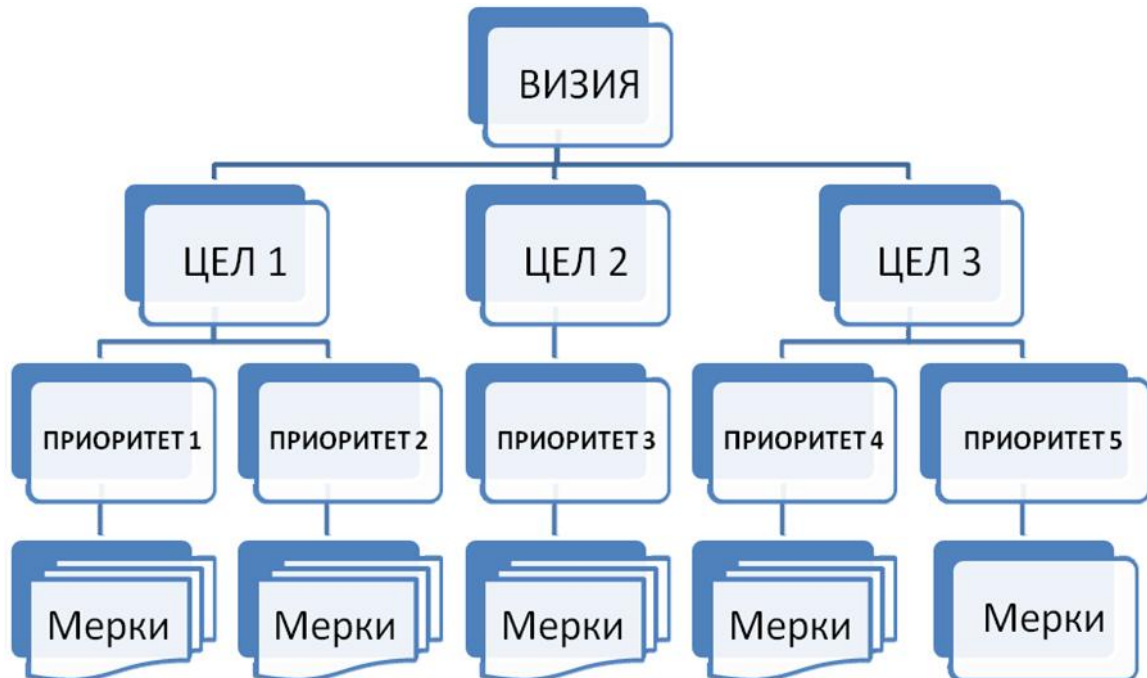 ВИЗИЯ
ЦЕЛ 1
ЦЕЛ 2
ЦЕЛ 3
ПРИОРИТЕТ 1
ПРИОРИТЕТ 2
ПРИОРИТЕТ 3
ПРИОРИТЕТ 4
ПРИОРИТЕТ 5
Мерки
Мерки
Мерки
Мерки
Мерки